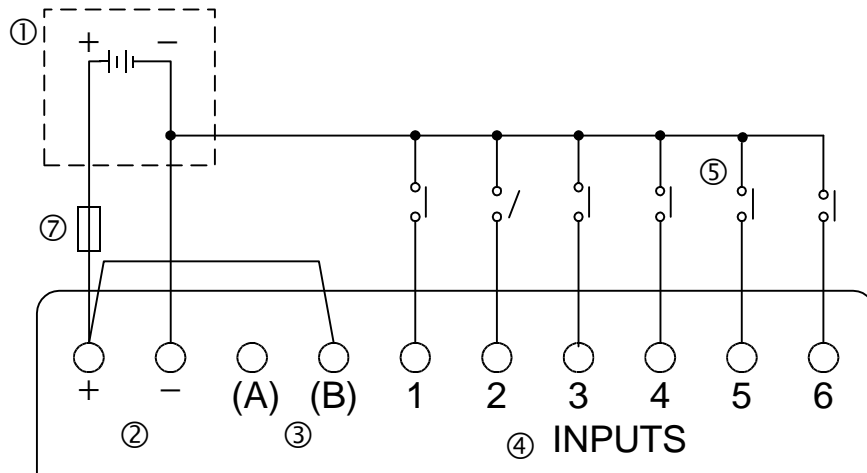 ① + −
⑤
⑦
+ − (A) (B) 1 2 3 4 5 6
② ③ ④ INPUTS